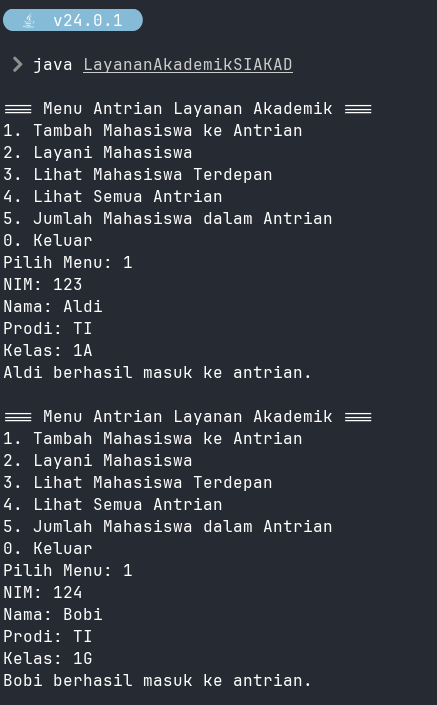 v24.0.1
❯ java LayananAkademikSIAKAD
=== Menu Antrian Layanan Akademik ===
1. Tambah Mahasiswa ke Antrian
2. Layani Mahasiswa
3. Lihat Mahasiswa Terdepan
4. Lihat Semua Antrian
5. Jumlah Mahasiswa dalam Antrian
0. Keluar
Pilih Menu: 1
NIM: 123
Nama: Aldi
Prodi: TI
Kelas: 1A
Aldi berhasil masuk ke antrian.
=== Menu Antrian Layanan Akademik ===
1. Tambah Mahasiswa ke Antrian
2. Layani Mahasiswa
3. Lihat Mahasiswa Terdepan
4. Lihat Semua Antrian
5. Jumlah Mahasiswa dalam Antrian
0. Keluar
Pilih Menu: 1
NIM: 124
Nama: Bobi
Prodi: TI
Kelas: 1G
Bobi berhasil masuk ke antrian.